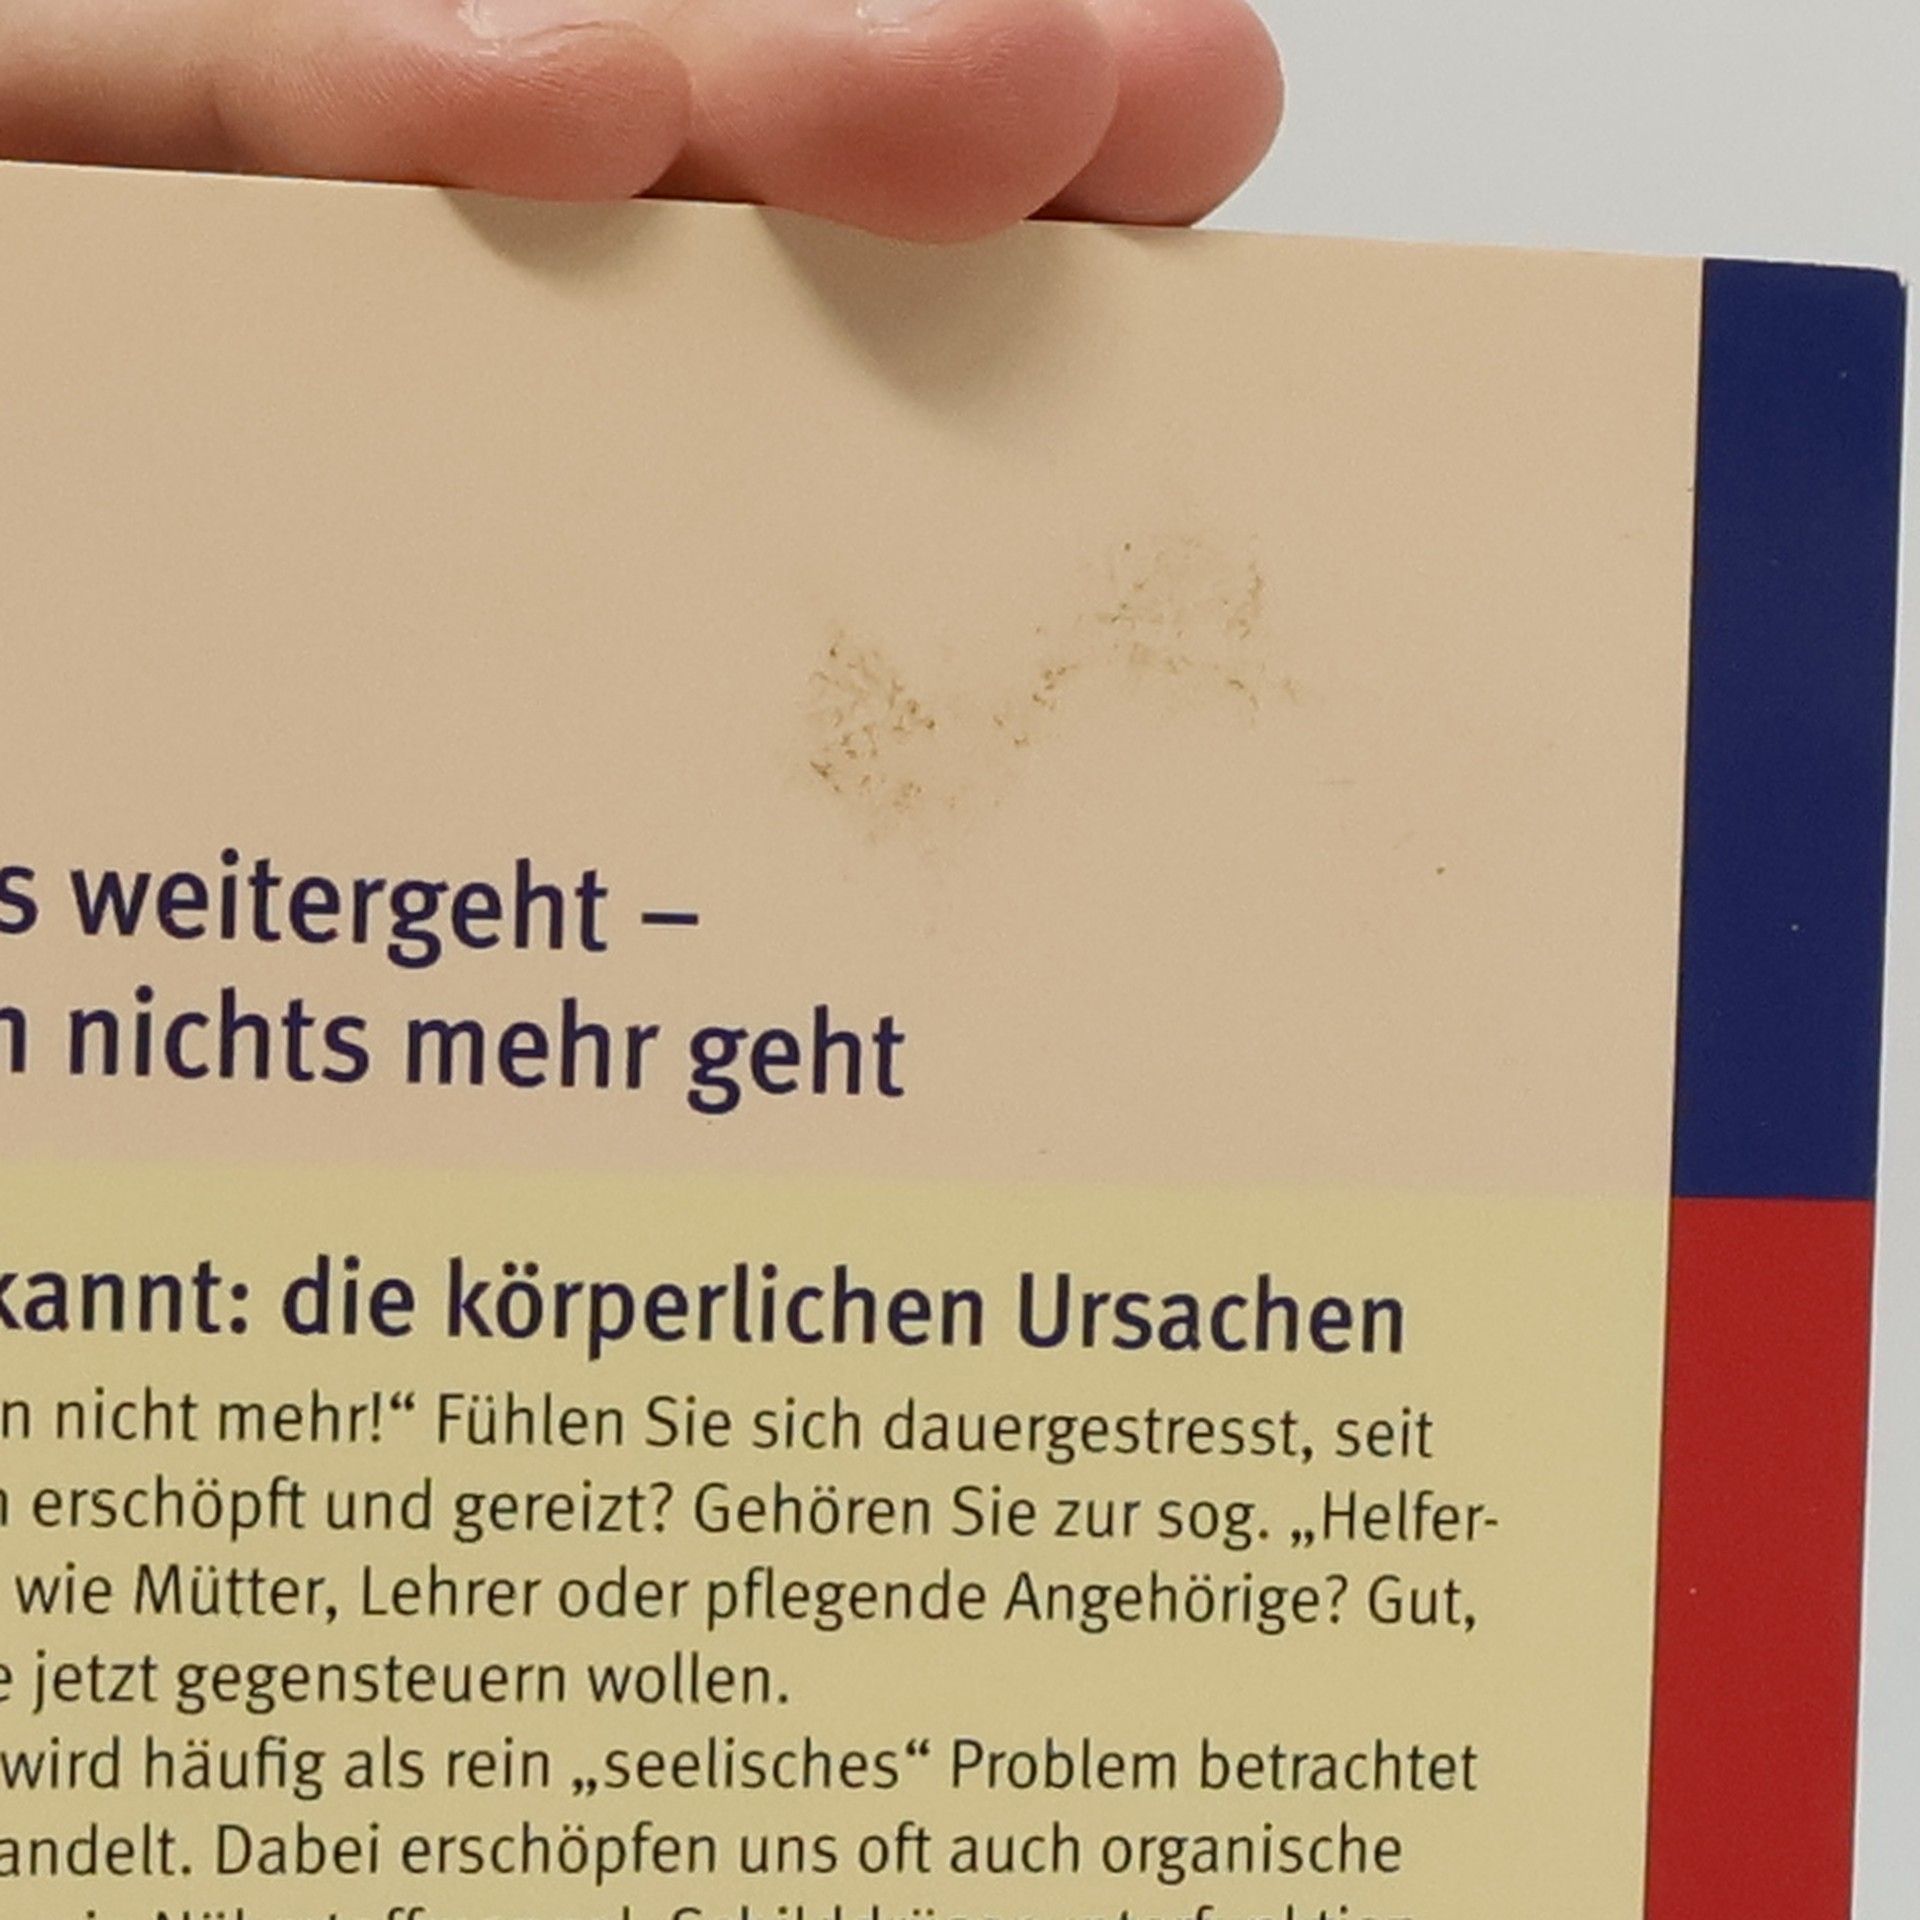 weitergeht –
nichts mehr geht
die körperlichen Ursachen
nicht mehr!“ Fühlen Sie sich dauergestresst, seit
erschöpft und gereizt? Gehören Sie zur sog. „Helfer-
wie Mütter, Lehrer oder pflegende Angehörige? Gut,
jetzt gegensteuern wollen.
wird häufig als rein „seelisches“ Problem betrachtet
Dabei erschöpfen uns oft auch organische